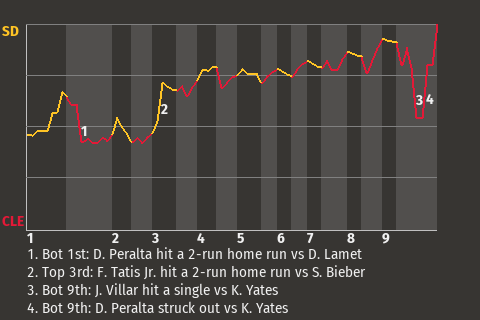 SD
1
2
3 4
CLE
1 2 3 4 5 6 7 8 9
1. Bot 1st: D. Peralta hit a 2-run home run vs D. Lamet
2. Top 3rd: F. Tatis Jr. hit a 2-run home run vs S. Bieber
3. Bot 9th: J. Villar hit a single vs K. Yates
4. Bot 9th: D. Peralta struck out vs K. Yates